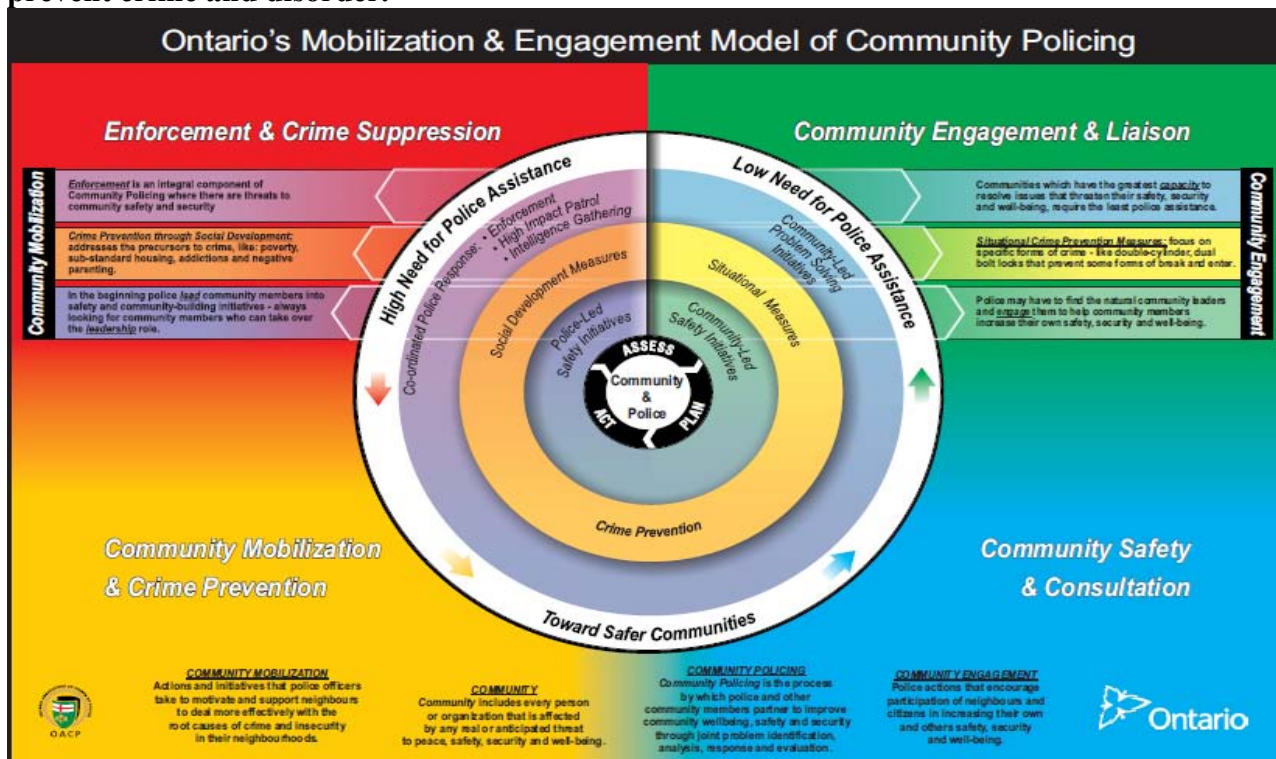 prevent crime and disorder.
Ontario's Mobilization & Engagement Model of Community Policing
Enforcement & Crime Suppression
Community Engagement & Liaison
Community Mobilization
Enforcement is an integral component of
Community Policing where there are threats to
community safety and security
Crime Prevention through Social Development;
addresses the precursors to crime, like: poverty,
sub-standard housing, addictions and negative
parenting.
In the beginning police lead community members into
safety and community-building initiatives - always
looking for community members who can take over
the leadership role.
High Need for Police Assistance
Co-ordinated Police Response:
• Enforcement
• High Impact Patrol
• Intelligence Gathering
Social Development Measures
Police-Led
Safety Initiatives
Low Need for Police Assistance
Community-Led
Problem Solving
Initiatives
Situational Measures
Community-Led
Safety Initiatives
ASSESS
PLAN
ACT
Community
&
Police
Crime Prevention
Toward Safer Communities
Communities which have the greatest capacity to
resolve issues that threaten their safety, security
and well-being, require the least police assistance.
Situational Crime Prevention Measures; focus on
specific forms of crime - like double-cylinder, dual
bolt locks that prevent some forms of break and enter.
Police may have to find the natural community leaders
and engage them to help community members
increase their own safety, security and well-being.
Community Engagement
Community Mobilization
& Crime Prevention
Community Safety
& Consultation
OACP
COMMUNITY MOBILIZATION
Actions and initiatives that police officers
take to motivate and support neighbours
to deal more effectively with the
root causes of crime and insecurity
in their neighbourhoods.
COMMUNITY
Community includes every person
or organization that is affected
by any real or anticipated threat
to peace, safety, security and well-being.
COMMUNITY POLICING
Community Policing is the process
by which police and other
community members partner to improve
community wellbeing, safety and security
through joint problem identification,
analysis, response and evaluation.
COMMUNITY ENGAGEMENT
Police actions that encourage
participation of neighbours and
citizens in increasing their own
and others safety, security
and well-being.
Ontario